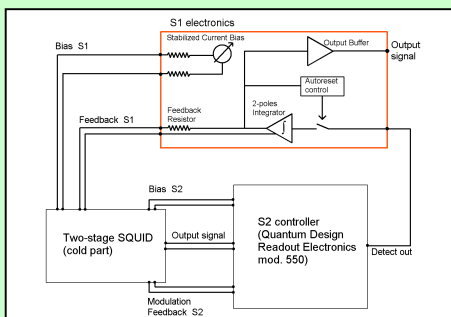 S1 electronics
Bias S1
Stabilized Current Bias
Output Buffer
Output
signal
Autoreset
control
Feedback
Resistor
2-poles
Integrator
∫
Feedback S1
Bias S2
Two-stage SQUID
(cold part)
Output signal
S2 controller
(Quantum Design
Readout Electronics
mod. 550)
Detect out
Modulation
Feedback S2